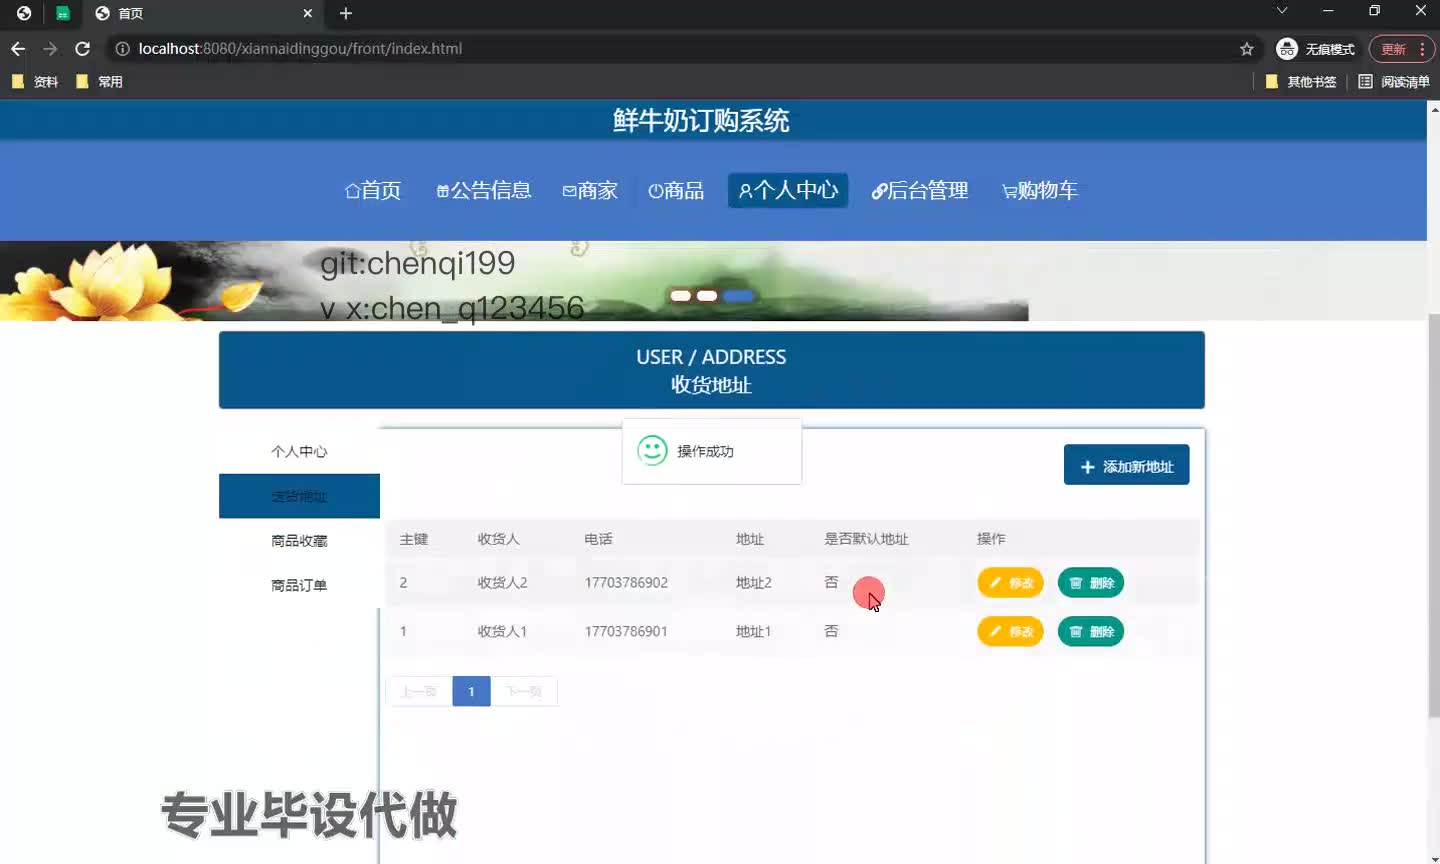 首页
localhost:8080/xiannaidinggou/front/index.html
无痕模式
更新
资料
常用
其他书签
阅读清单
鲜牛奶订购系统
首页 公告信息 商家 商品 个人中心 后台管理 购物车
git:chenqi199
v x:chen_q123456
USER / ADDRESS
收货地址
操作成功
添加新地址
个人中心
送货地址
商品收藏
商品订单
主键 收货人 电话 地址 是否默认地址 操作
2 收货人2 17703786902 地址2 否 修改 删除
1 收货人1 17703786901 地址1 否 修改 删除
上一页 1 下一页
专业毕设代做